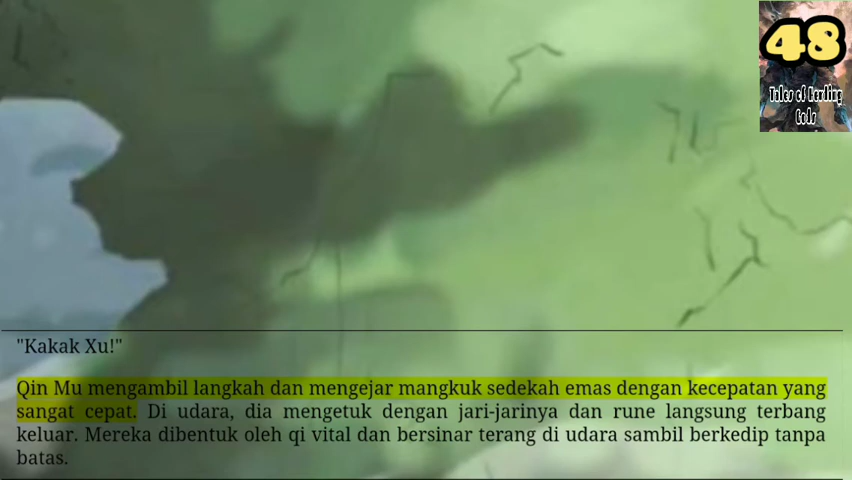 48
Tales of Herding
Gods
"Kakak Xu!"
Qin Mu mengambil langkah dan mengejar mangkuk sedekah emas dengan kecepatan yang
sangat cepat. Di udara, dia mengetuk dengan jari-jarinya dan rune langsung terbang
keluar. Mereka dibentuk oleh qi vital dan bersinar terang di udara sambil berkedip tanpa
batas.